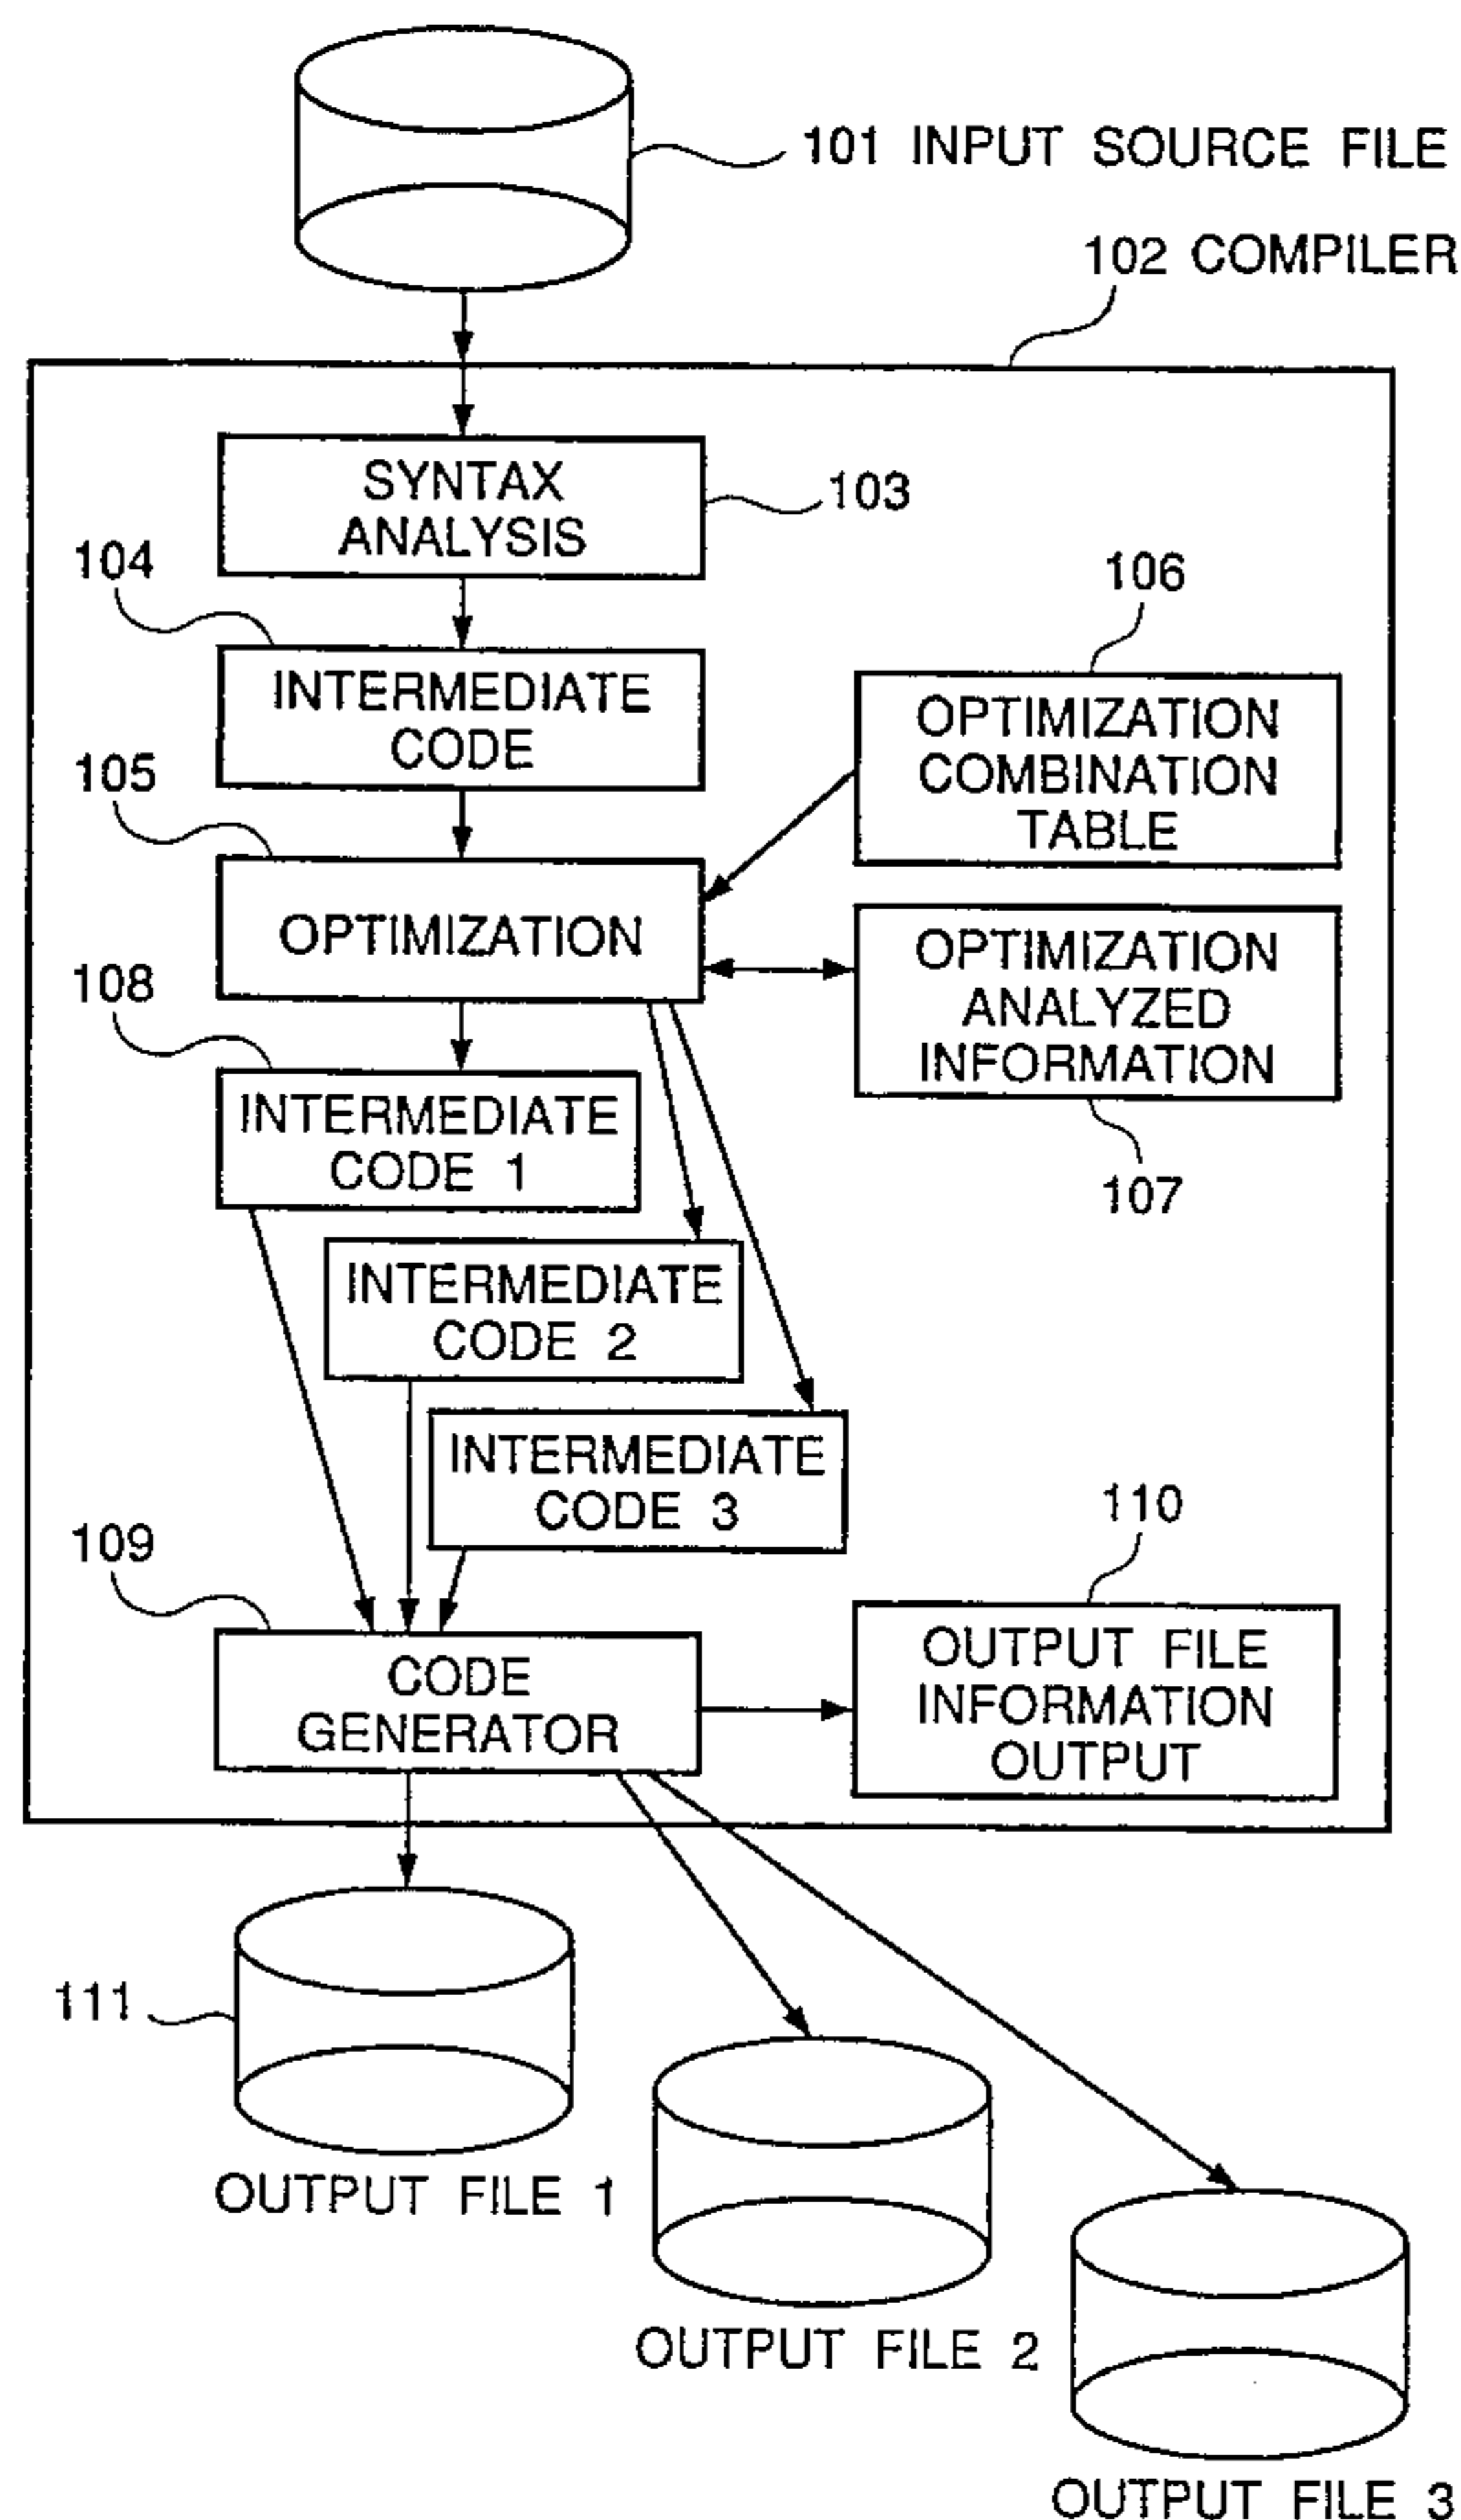 101 INPUT SOURCE FILE
102 COMPILER
SYNTAX
ANALYSIS
103
104
INTERMEDIATE
CODE
106
OPTIMIZATION
COMBINATION
TABLE
105
OPTIMIZATION
OPTIMIZATION
ANALYZED
INFORMATION
107
108
INTERMEDIATE
CODE 1
INTERMEDIATE
CODE 2
INTERMEDIATE
CODE 3
109
CODE
GENERATOR
110
OUTPUT FILE
INFORMATION
OUTPUT
111
OUTPUT FILE 1
OUTPUT FILE 2
OUTPUT FILE 3